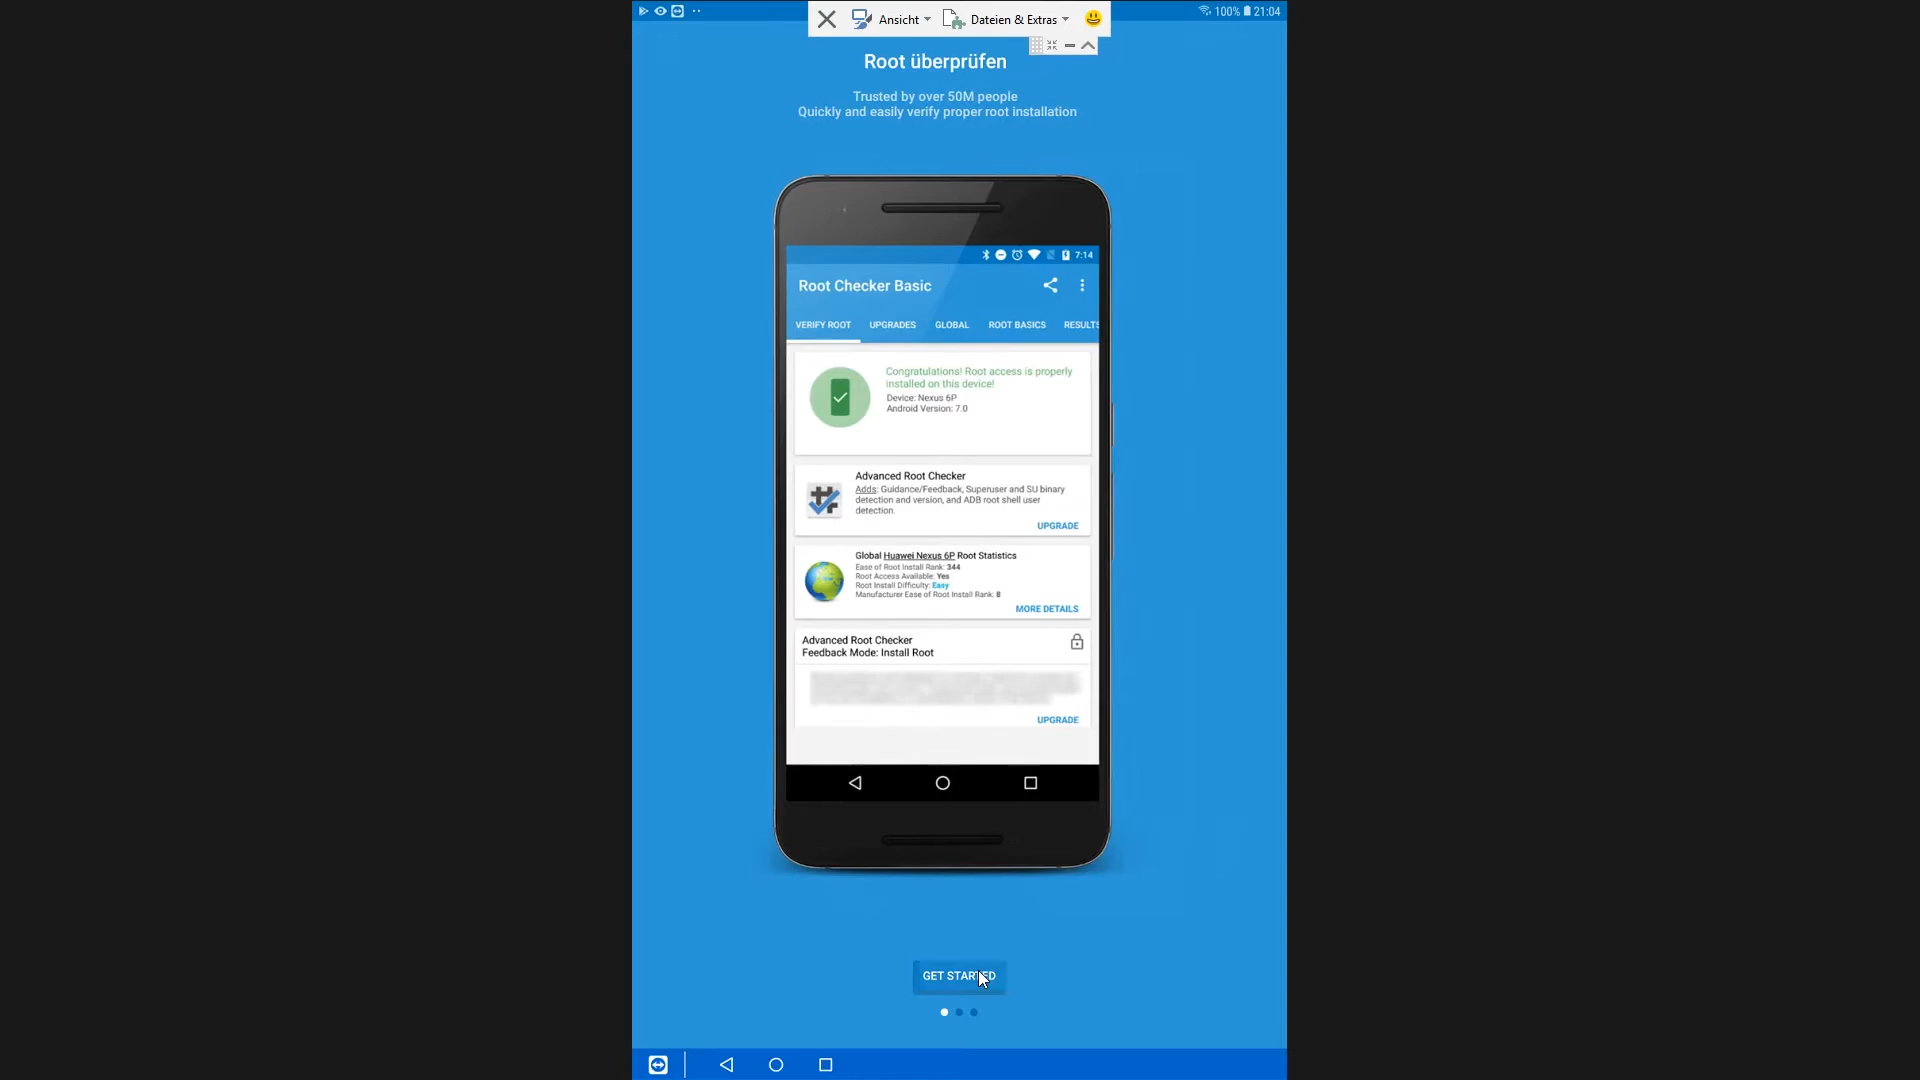 100% 21:04
Ansicht
Dateien & Extras
Root überprüfen
Trusted by over 50M people
Quickly and easily verify proper root installation
7:14
Root Checker Basic
VERIFY ROOT UPGRADES GLOBAL ROOT BASICS RESULTS
Congratulations! Root access is properly
installed on this device!
Device: Nexus 6P
Android Version: 7.0
Advanced Root Checker
Adds: Guidance/Feedback, Superuser and SU binary
detection and version, and ADB root shell user
detection.
UPGRADE
Global Huawei Nexus 6P Root Statistics
Ease of Root Install Rank: 344
Root Access Available: Yes
Root Install Difficulty: Easy
Manufacturer Ease of Root Install Rank: 8
MORE DETAILS
Advanced Root Checker
Feedback Mode: Install Root
UPGRADE
GET STARTED